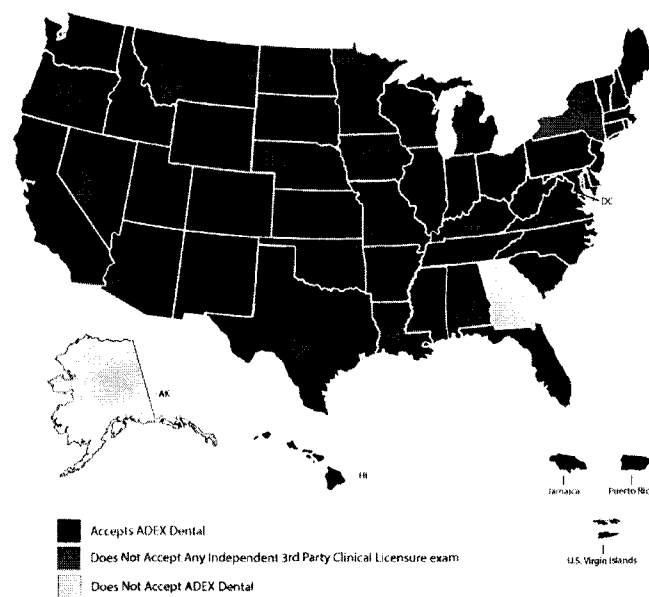 DC
AK
HI
Jamaica
Puerto Ric
U.S. Virgin Islands
Accepts ADEX Dental
Does Not Accept Any Independent 3rd Party Clinical Licensure exam
Does Not Accept ADEX Dental